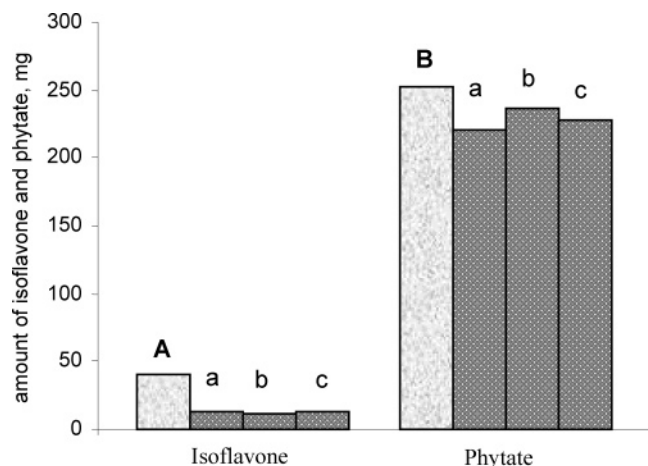 amount of isoflavone and phytate, mg
300
250
200
150
100
50
0
A
a
b
c
B
a
b
c
Isoflavone
Phytate